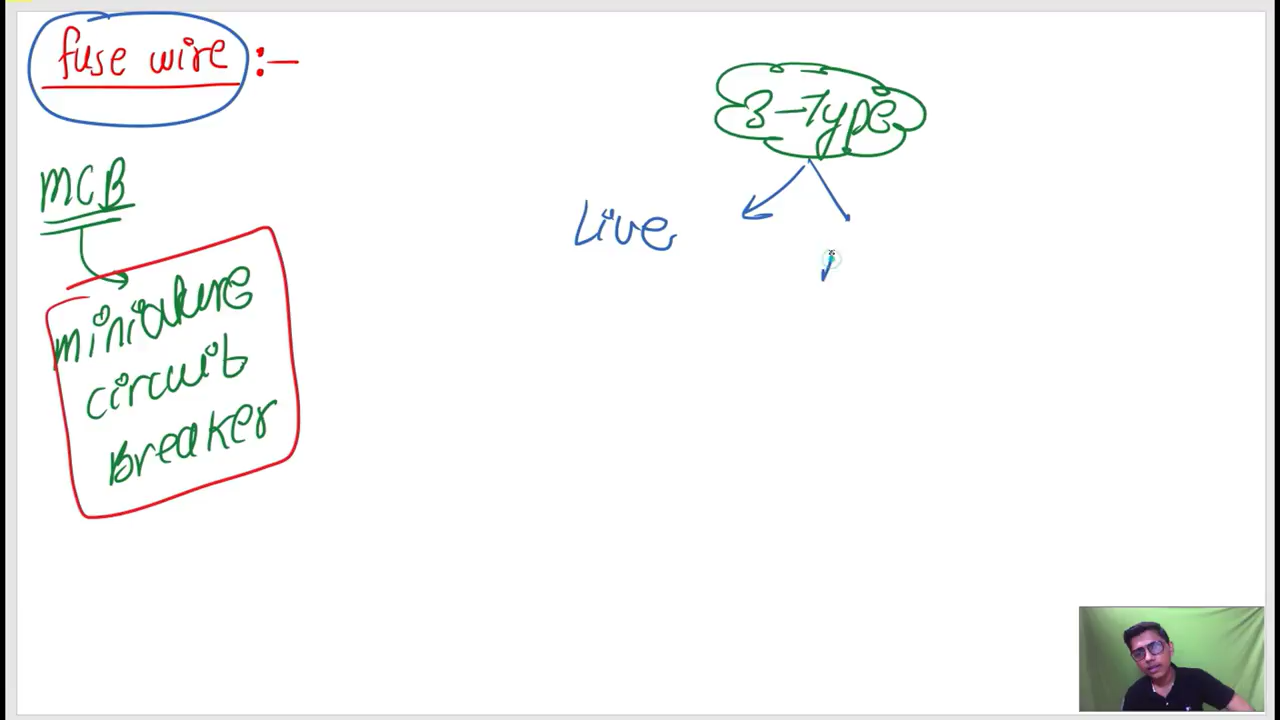 fuse wire :-
3-Type
MCB
Live
miniature
circuit
Breaker